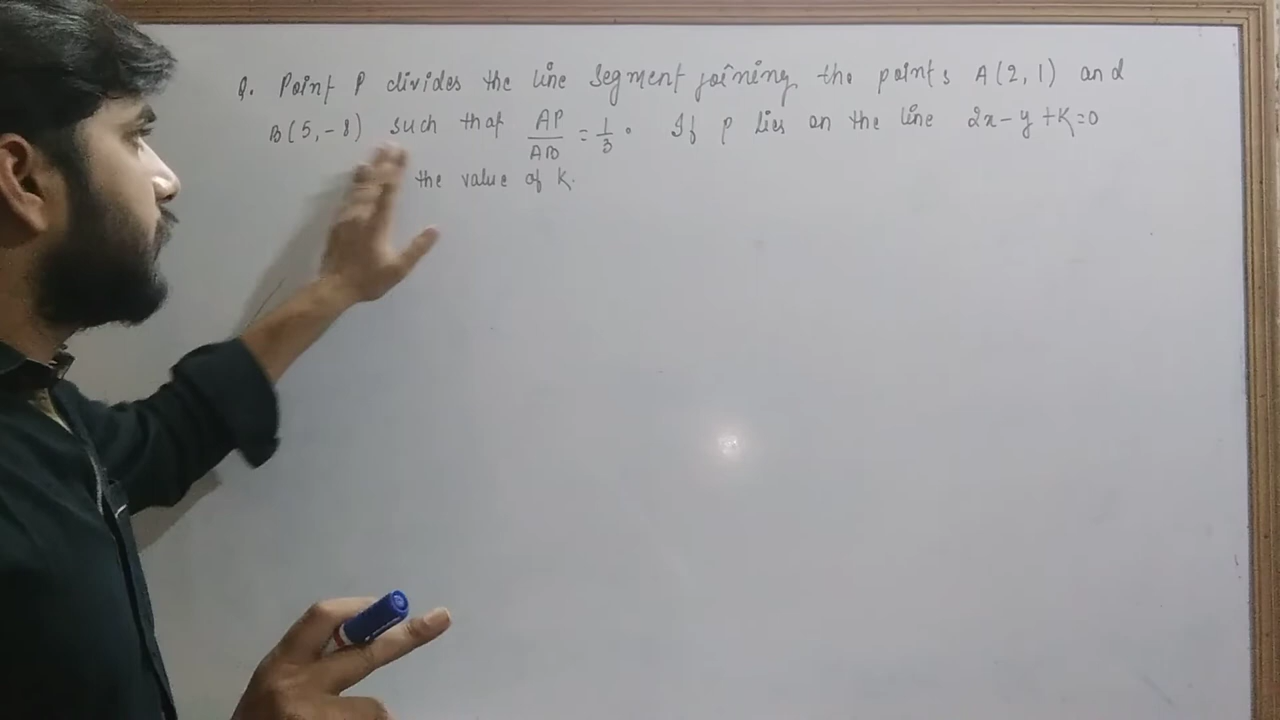 Q. Point P divides the line segment joining the points A(2,1) and
B(5,-8) such that AP/AB = 1/3. If P lies on the line 2x-y+K=0
the value of K.